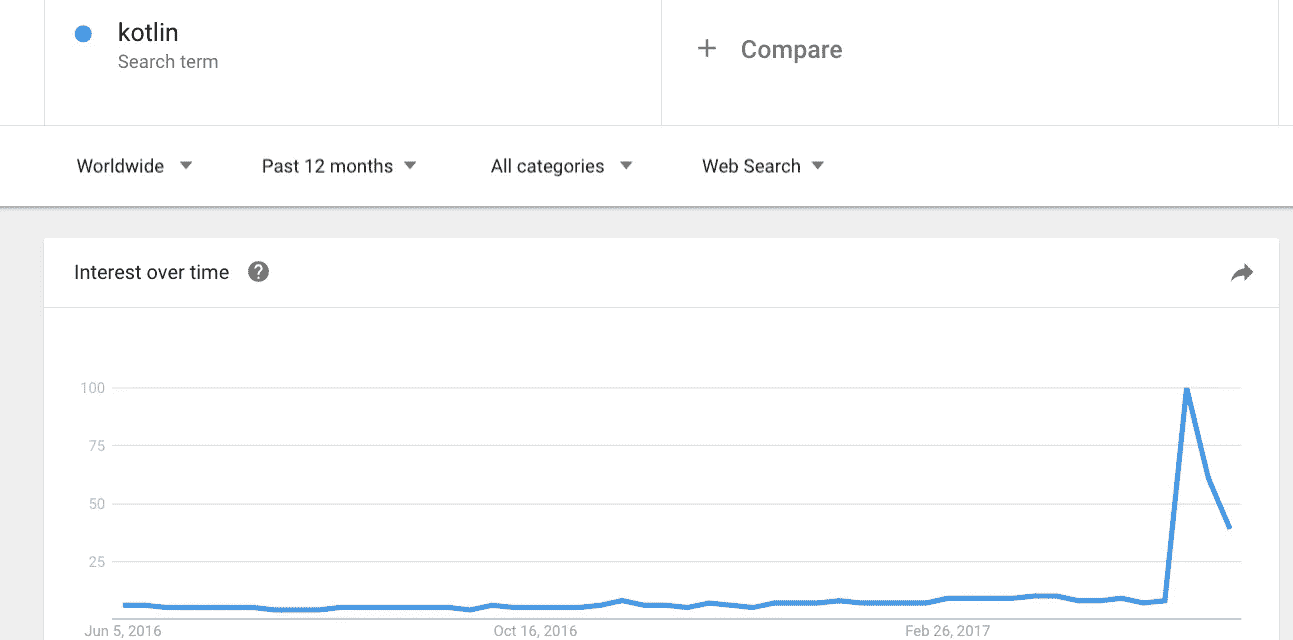 kotlin
Search term
+ Compare
Worldwide
Past 12 months
All categories
Web Search
Interest over time ?
100
75
50
25
Jun 5, 2016
Oct 16, 2016
Feb 26, 2017